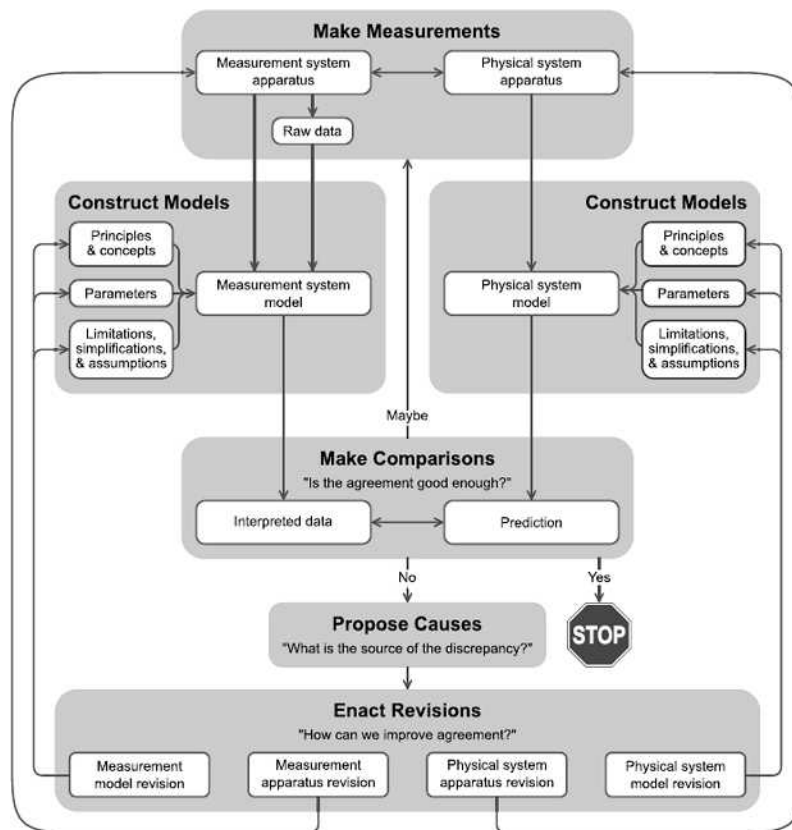 Make Measurements
Measurement system
apparatus
Physical system
apparatus
Raw data
Construct Models
Principles
& concepts
Parameters
Limitations,
simplifications,
& assumptions
Measurement system
model
Construct Models
Physical system
model
Principles
& concepts
Parameters
Limitations,
simplifications,
& assumptions
Maybe
Make Comparisons
"Is the agreement good enough?"
Interpreted data
Prediction
No
Yes
STOP
Propose Causes
"What is the source of the discrepancy?"
Enact Revisions
"How can we improve agreement?"
Measurement
model revision
Measurement
apparatus revision
Physical system
apparatus revision
Physical system
model revision